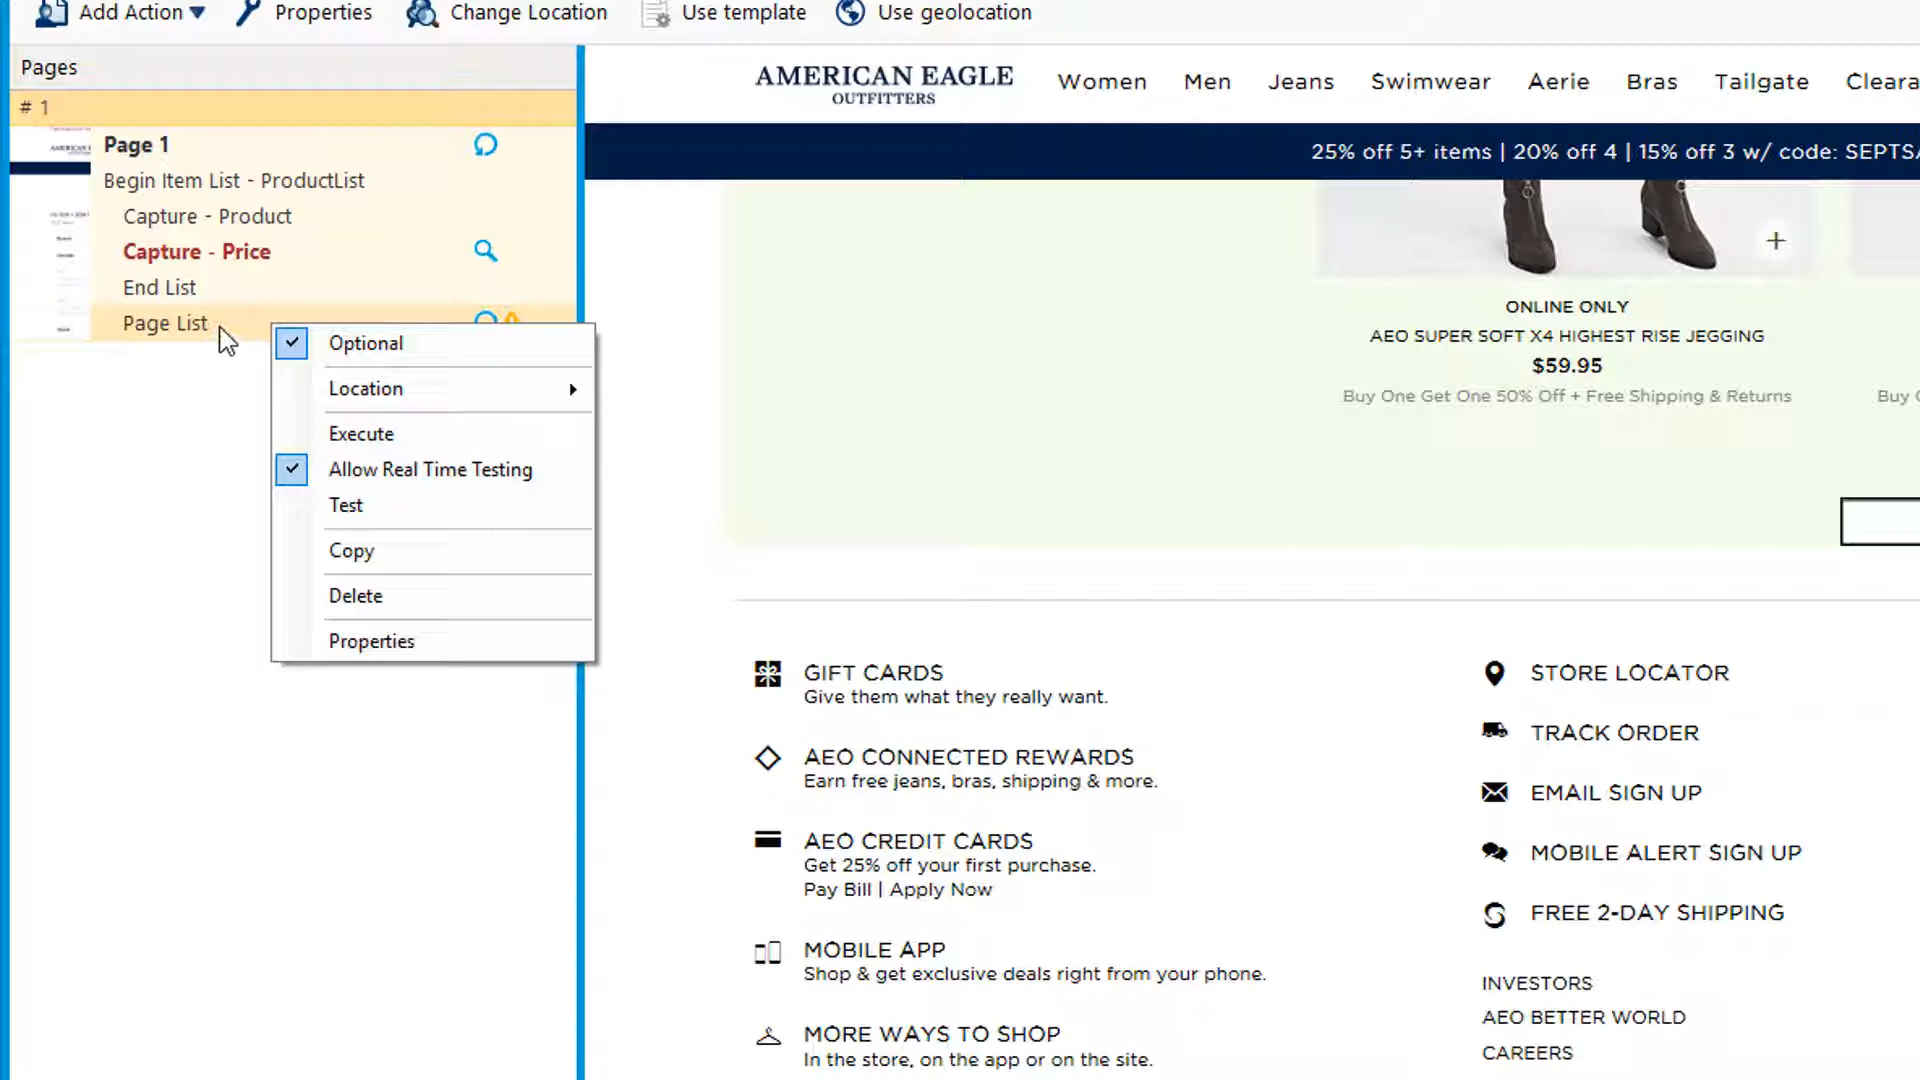 Add Action
Properties
Change Location
Use template
Use geolocation
Pages
# 1
Page 1
Begin Item List - ProductList
Capture - Product
Capture - Price
End List
Page List
Optional
Location
Execute
Allow Real Time Testing
Test
Copy
Delete
Properties
AMERICAN EAGLE
OUTFITTERS
Women
Men
Jeans
Swimwear
Aerie
Bras
Tailgate
Cleara
25% off 5+ items | 20% off 4 | 15% off 3 w/ code: SEPTSA
+
ONLINE ONLY
AEO SUPER SOFT X4 HIGHEST RISE JEGGING
$59.95
Buy One Get One 50% Off + Free Shipping & Returns
Buy
GIFT CARDS
Give them what they really want.
AEO CONNECTED REWARDS
Earn free jeans, bras, shipping & more.
AEO CREDIT CARDS
Get 25% off your first purchase.
Pay Bill | Apply Now
MOBILE APP
Shop & get exclusive deals right from your phone.
MORE WAYS TO SHOP
In the store, on the app or on the site.
STORE LOCATOR
TRACK ORDER
EMAIL SIGN UP
MOBILE ALERT SIGN UP
FREE 2-DAY SHIPPING
INVESTORS
AEO BETTER WORLD
CAREERS